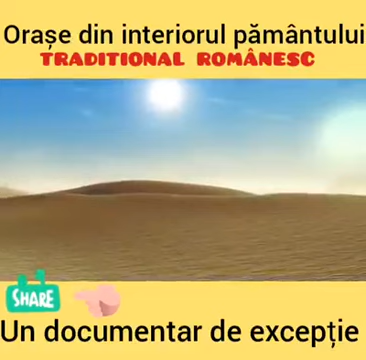 Orașe din interiorul pământului
TRADITIONAL ROMÂNESC
SHARE
Un documentar de excepție